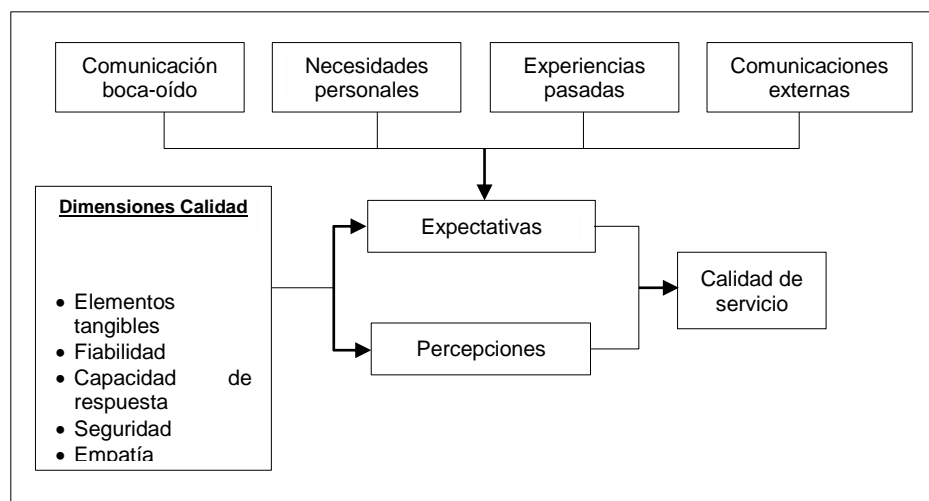 Comunicación
boca-oído
Necesidades
personales
Experiencias
pasadas
Comunicaciones
externas
Dimensiones Calidad
• Elementos
tangibles
• Fiabilidad
• Capacidad de
respuesta
• Seguridad
• Empatía
Expectativas
Percepciones
Calidad de
servicio